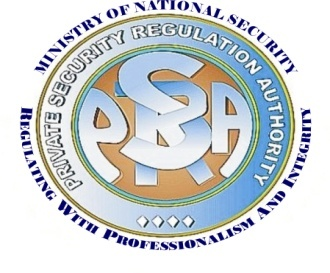 MINISTRY OF NATIONAL SECURITY
PRIVATE SECURITY REGULATION AUTHORITY
PSRA
REGULATING WITH PROFESSIONALISM AND INTEGRITY